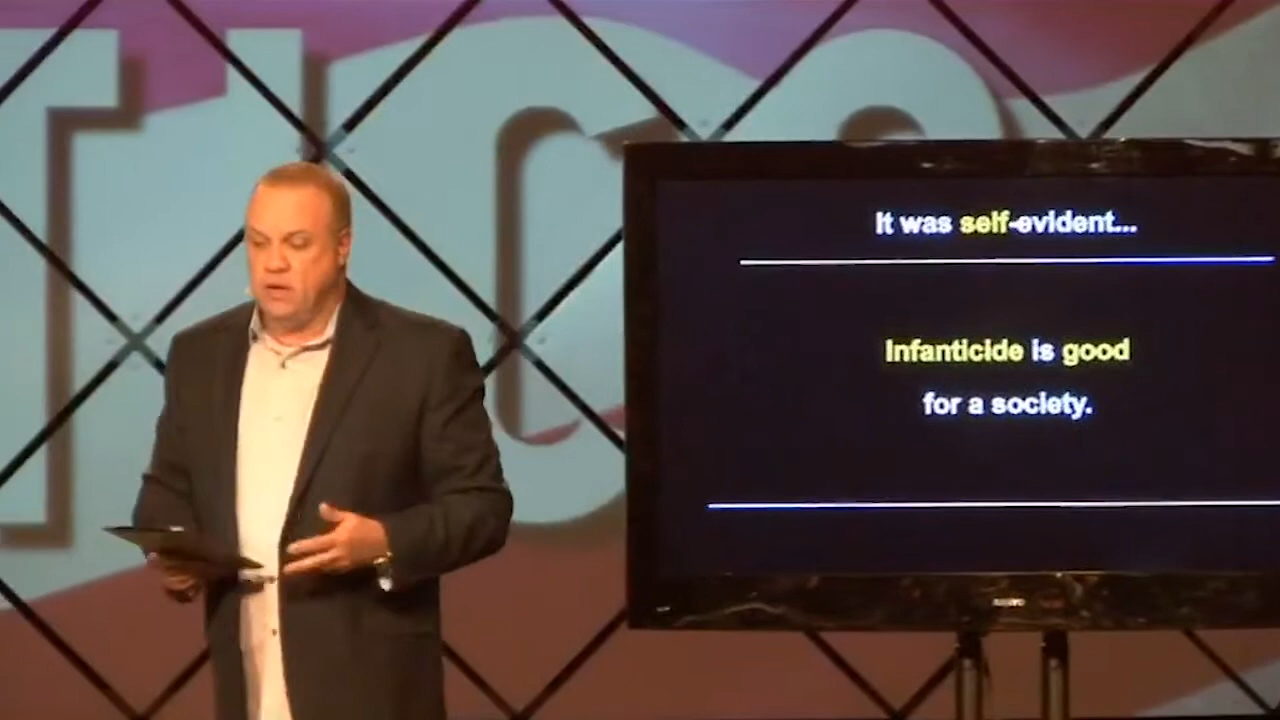 It was self-evident...
Infanticide is good
for a society.